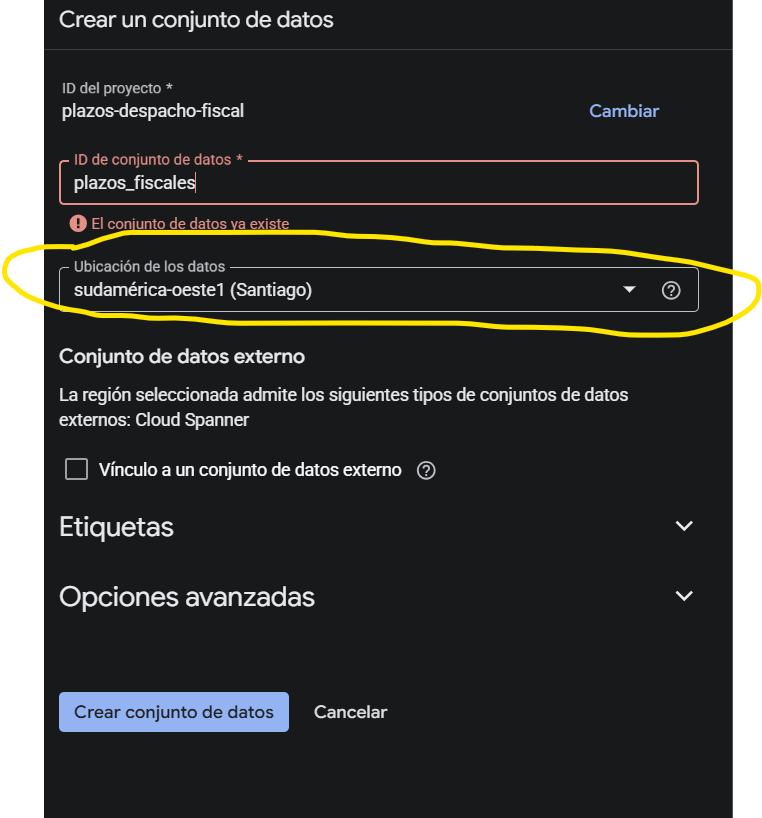 Crear un conjunto de datos
ID del proyecto *
plazos-despacho-fiscal
Cambiar
ID de conjunto de datos *
plazos_fiscales
El conjunto de datos ya existe
Ubicación de los datos
sudamérica-oeste1 (Santiago)
Conjunto de datos externo
La región seleccionada admite los siguientes tipos de conjuntos de datos
externos: Cloud Spanner
Vínculo a un conjunto de datos externo
Etiquetas
Opciones avanzadas
Crear conjunto de datos
Cancelar